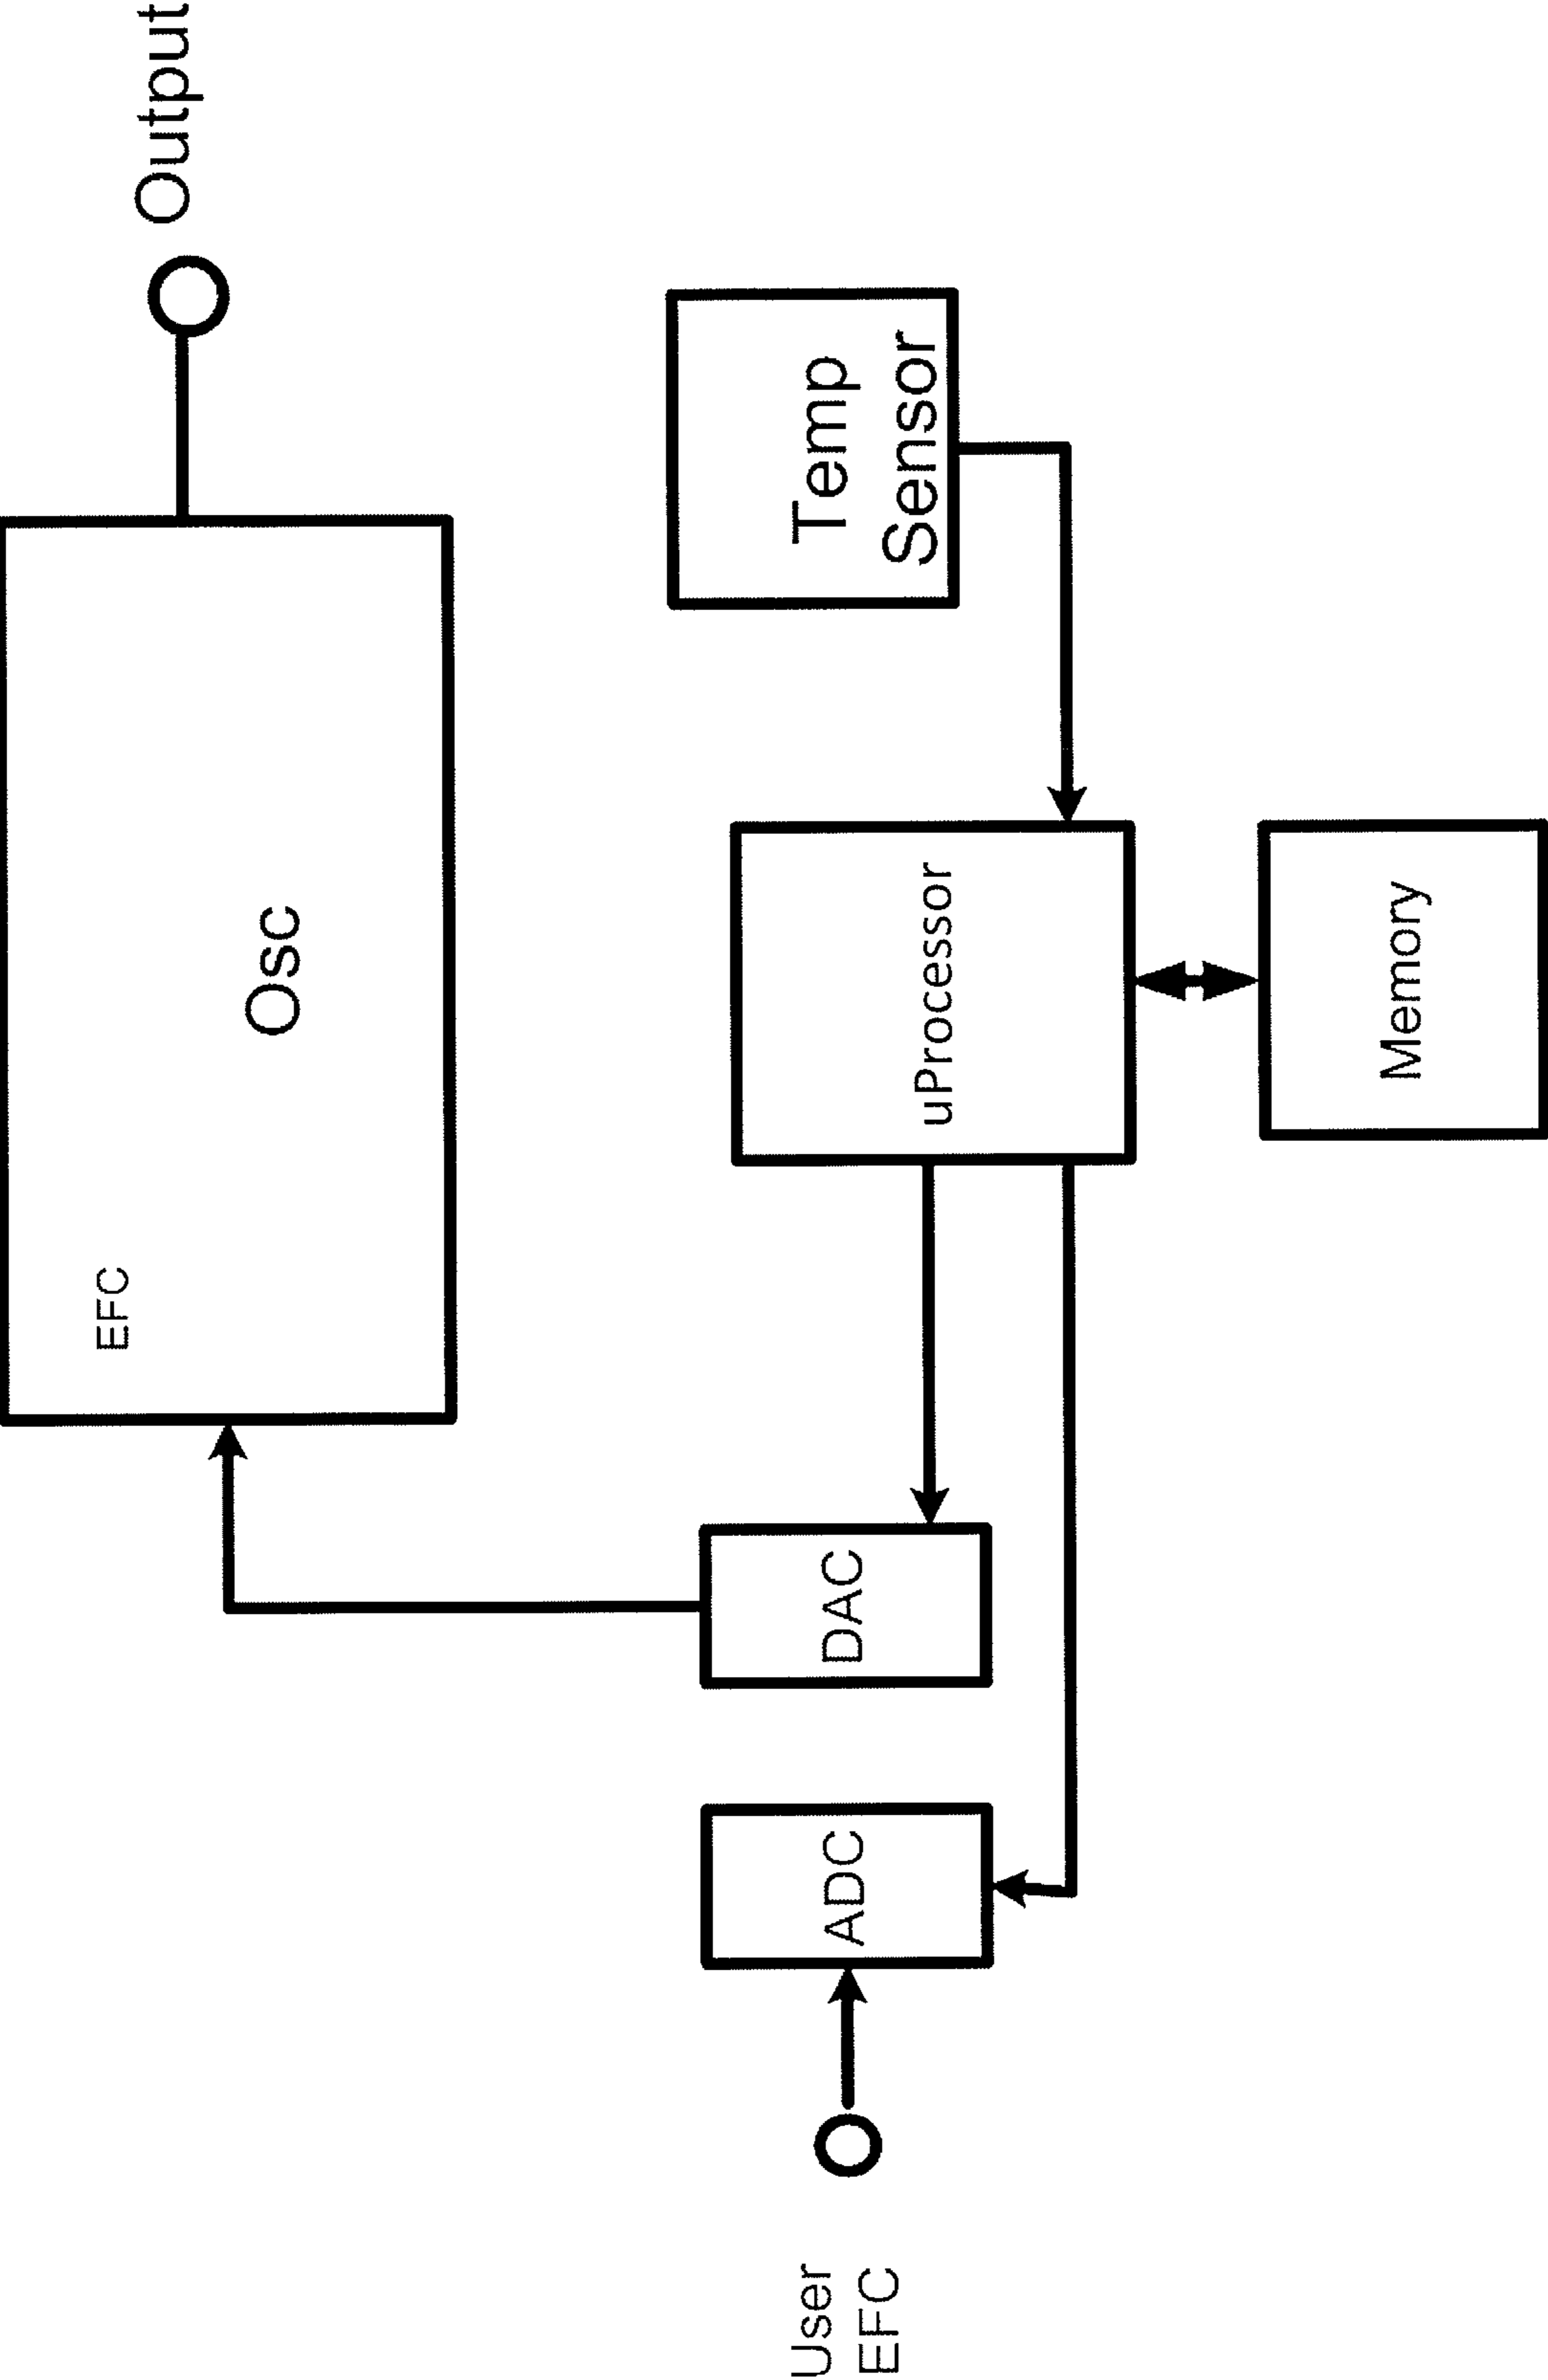 Output
Osc
EFC
Temp
Sensor
uProcessor
Memory
DAC
ADC
User
EFC